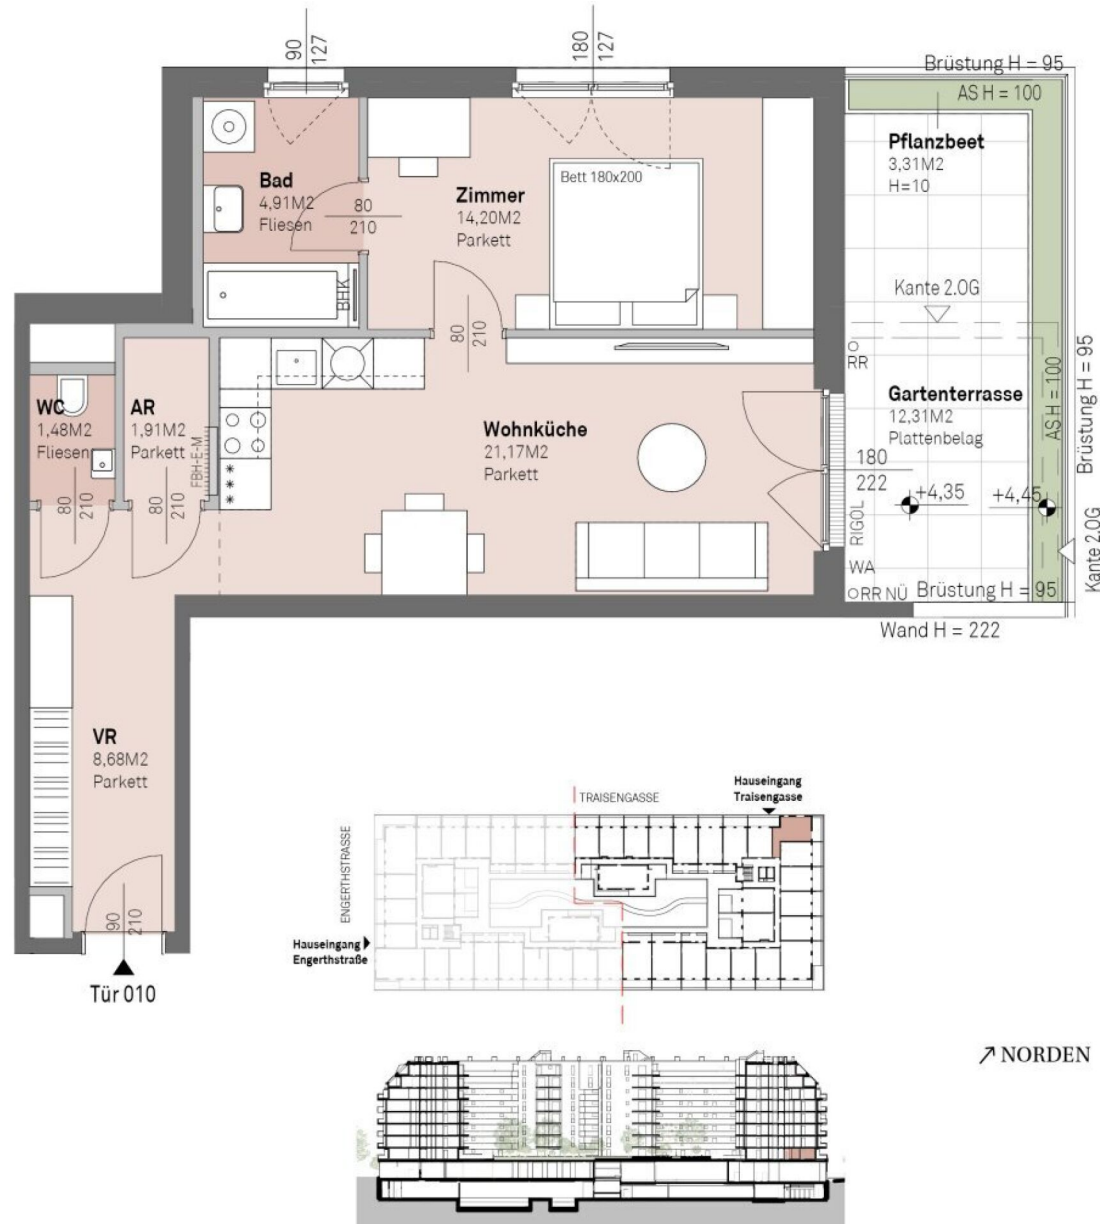 90
127
180
127
Brüstung H = 95
AS H = 100
Pflanzbeet
3,31M2
H=10
Bad
4,91M2
Fliesen
80
210
Zimmer
14,20M2
Parkett
Bett 180x200
BHK
Kante 2.OG
80
210
RR
Gartenterrasse
12,31M2
Plattenbelag
AS H = 100
Brüstung H = 95
WC
1,48M2
Fliesen
AR
1,91M2
Parkett
FBH-E-M
Wohnküche
21,17M2
Parkett
180
222
+4,35
+4,45
80
210
80
210
RIGOL
WA
RR NÜ
Brüstung H = 95
Kante 2.OG
Wand H = 222
VR
8,68M2
Parkett
90
210
Tür 010
TRAISENGASSE
Hauseingang
Traisengasse
ENGERTHSTRASSE
Hauseingang
Engerthstraße
NORDEN